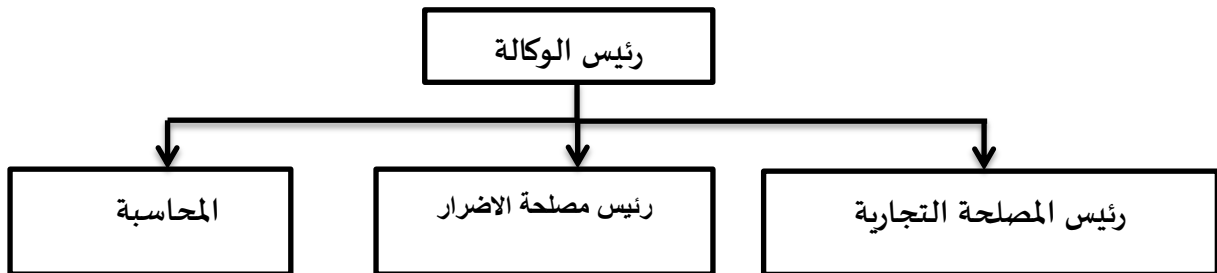 رئيس الوكالة
رئيس المصلحة التجارية
رئيس مصلحة الاضرار
المحاسبة